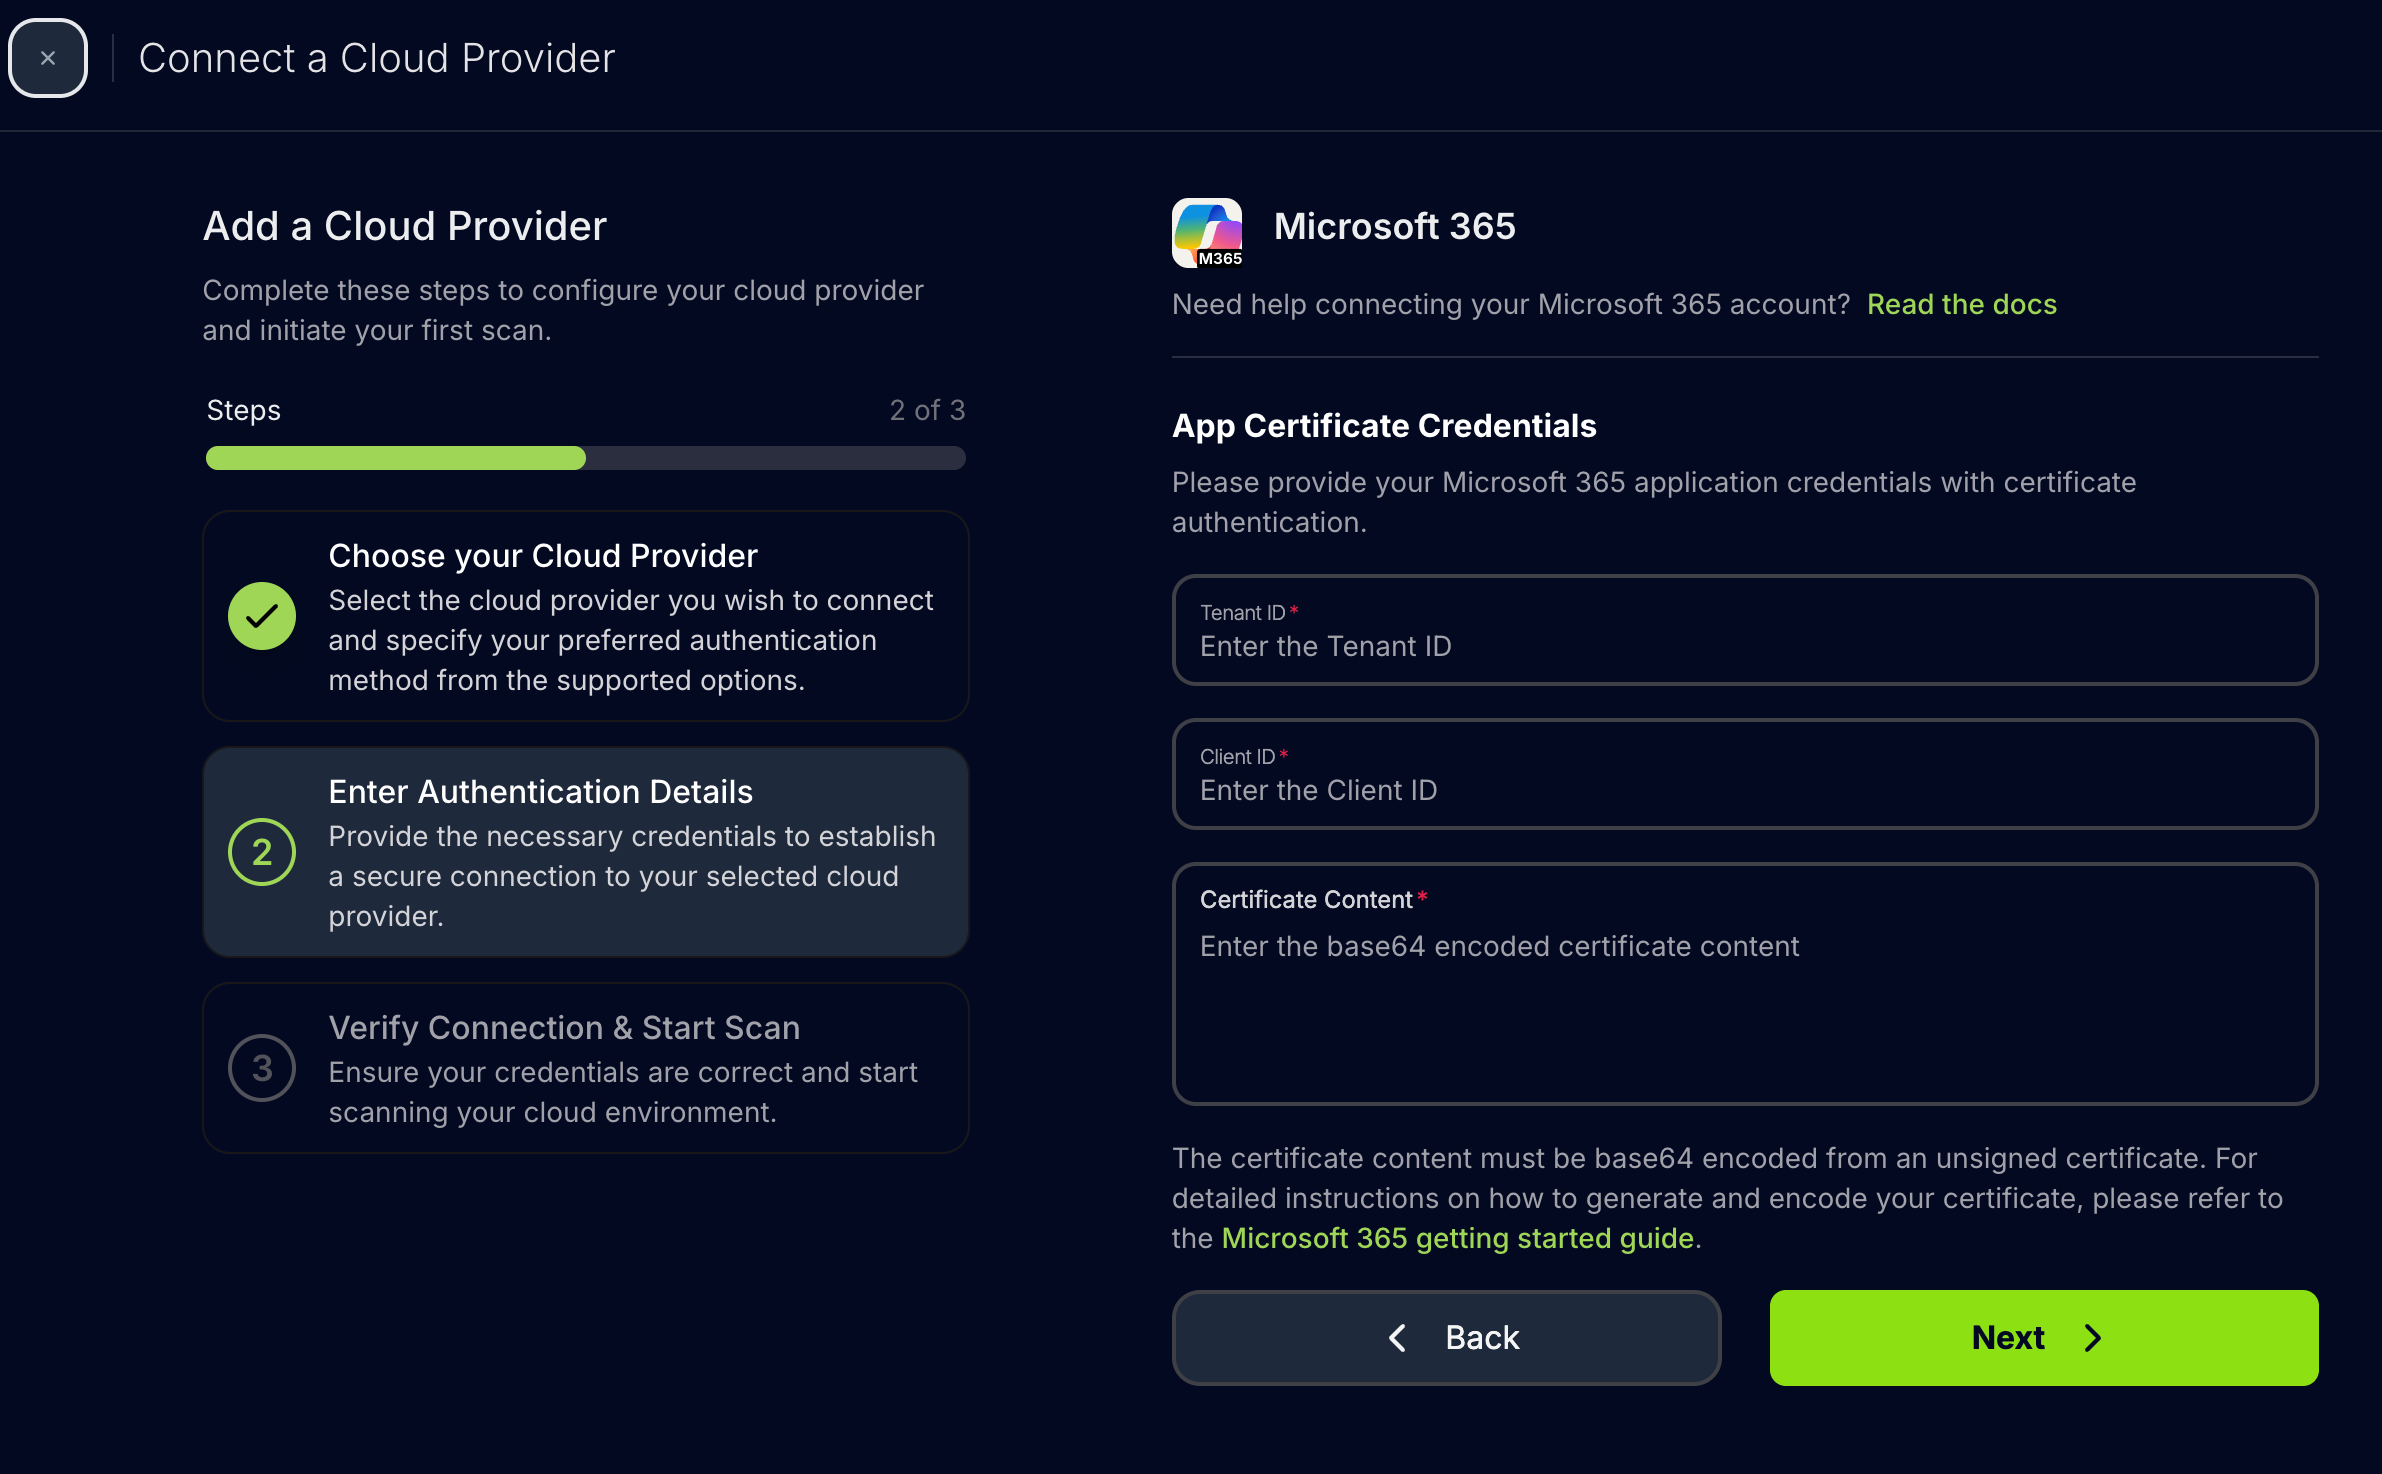 Connect a Cloud Provider
Add a Cloud Provider
Complete these steps to configure your cloud provider
and initiate your first scan.
Steps
2 of 3
Choose your Cloud Provider
Select the cloud provider you wish to connect
and specify your preferred authentication
method from the supported options.
2
Enter Authentication Details
Provide the necessary credentials to establish
a secure connection to your selected cloud
provider.
3
Verify Connection & Start Scan
Ensure your credentials are correct and start
scanning your cloud environment.
M365
Microsoft 365
Need help connecting your Microsoft 365 account? Read the docs
App Certificate Credentials
Please provide your Microsoft 365 application credentials with certificate
authentication.
Tenant ID*
Enter the Tenant ID
Client ID*
Enter the Client ID
Certificate Content*
Enter the base64 encoded certificate content
The certificate content must be base64 encoded from an unsigned certificate. For
detailed instructions on how to generate and encode your certificate, please refer to
the Microsoft 365 getting started guide.
Back
Next